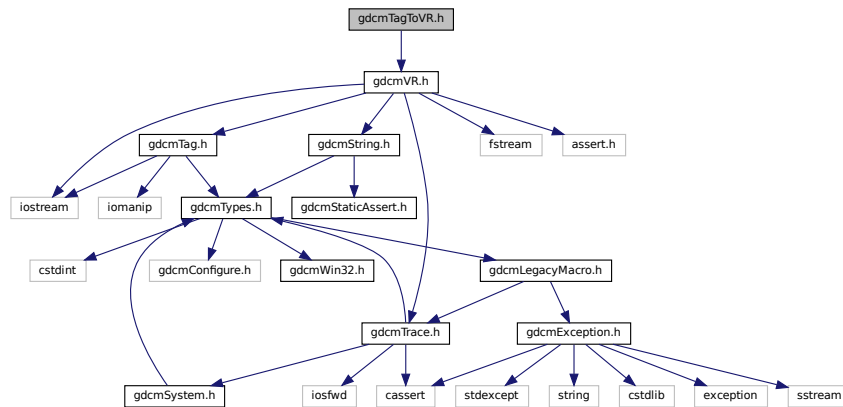 gdcmTagToVR.h
gdcmVR.h
gdcmTag.h
gdcmString.h
fstream
assert.h
iostream
iomanip
gdcmTypes.h
gdcmStaticAssert.h
cstdint
gdcmConfigure.h
gdcmWin32.h
gdcmLegacyMacro.h
gdcmTrace.h
gdcmException.h
gdcmSystem.h
iosfwd
cassert
stdexcept
string
cstdlib
exception
sstream